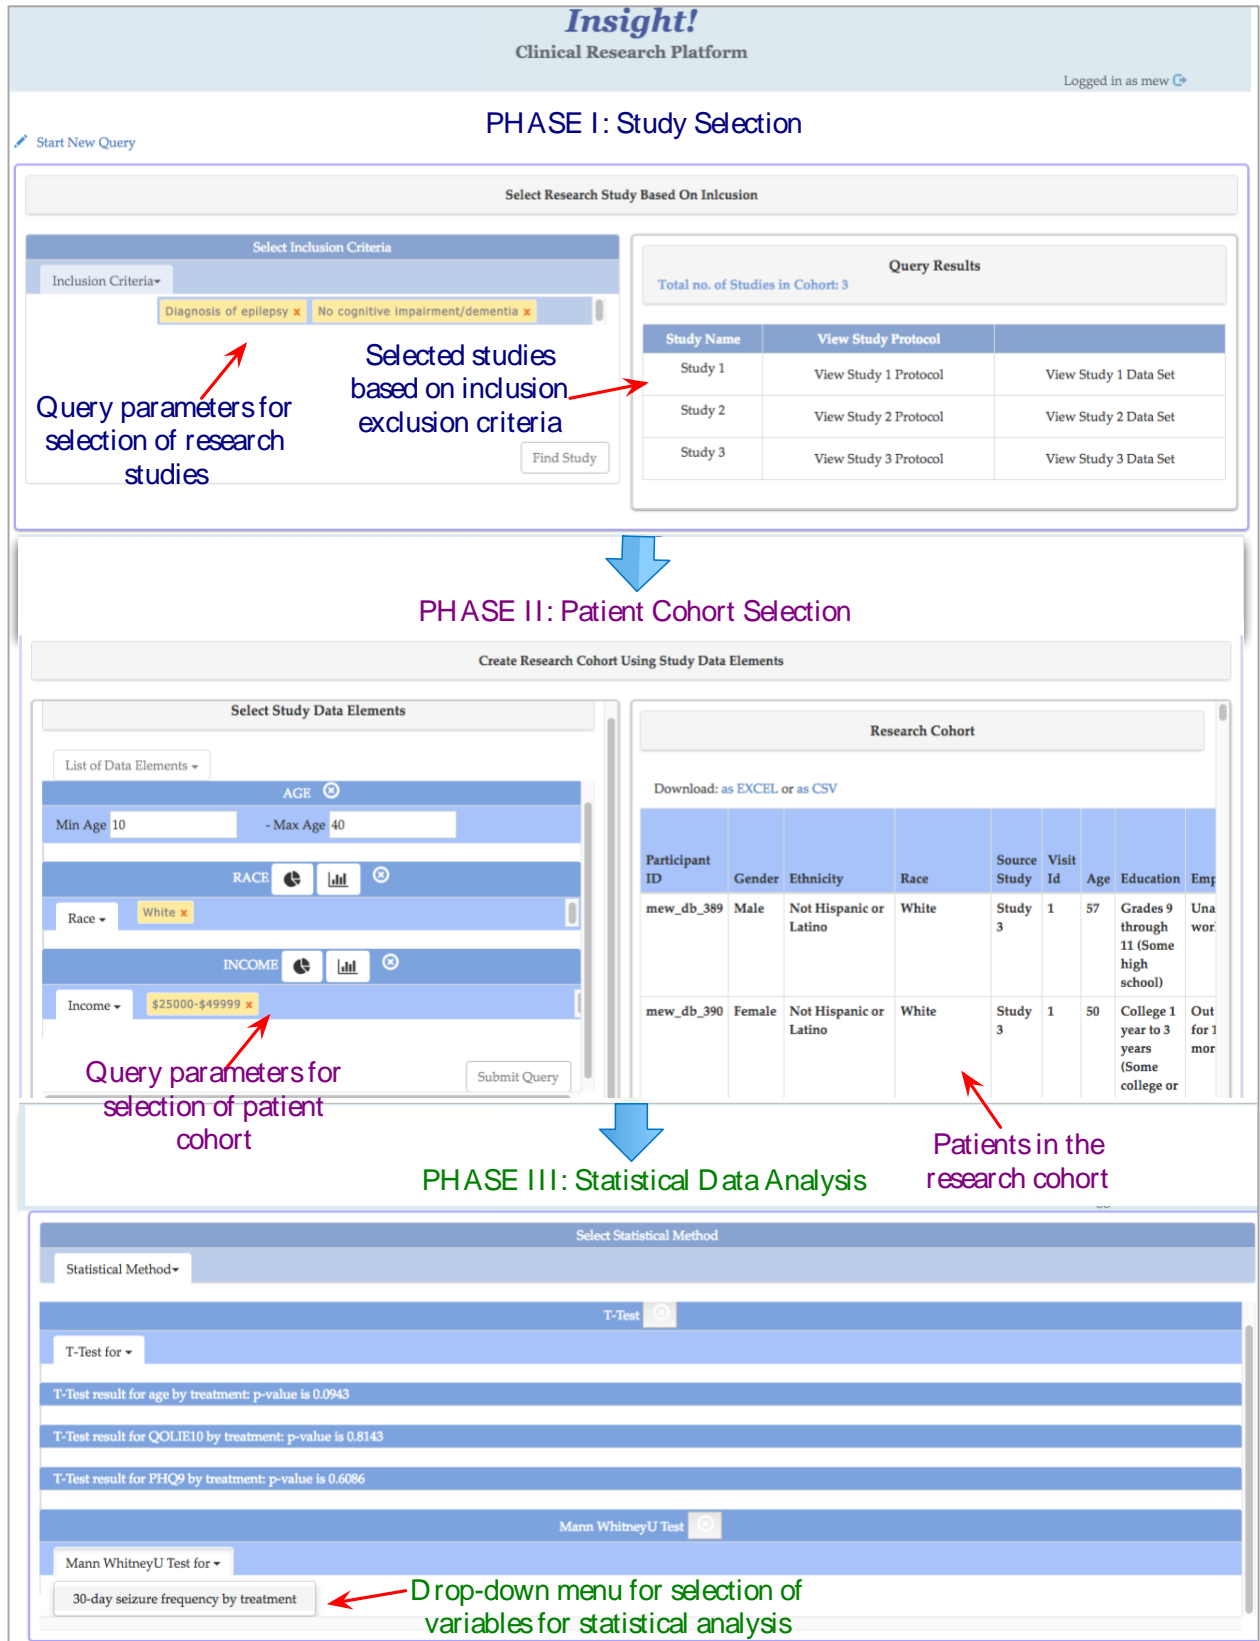 Insight!
Clinical Research Platform
Logged in as mew
PHASE I: Study Selection
Start New Query
Select Research Study Based On Inlcusion
Select Inclusion Criteria
Inclusion Criteria
Diagnosis of epilepsy x No cognitive impairment/dementia x
Query parameters for
selection of research
studies
Selected studies
based on inclusion
exclusion criteria
Find Study
Query Results
Total no. of Studies in Cohort: 3
Study Name View Study Protocol
Study 1 View Study 1 Protocol View Study 1 Data Set
Study 2 View Study 2 Protocol View Study 2 Data Set
Study 3 View Study 3 Protocol View Study 3 Data Set
PHASE II: Patient Cohort Selection
Create Research Cohort Using Study Data Elements
Select Study Data Elements
List of Data Elements
AGE
Min Age 10 - Max Age 40
RACE
Race White x
INCOME
Income $25000-$49999 x
Submit Query
Query parameters for
selection of patient
cohort
Research Cohort
Download: as EXCEL or as CSV
Participant Source Visit
ID Gender Ethnicity Race Study Id Age Education Emp
mew_db_389 Male Not Hispanic or White Study 1 57 Grades 9 Una
Latino 3 through wor
11 (Some
high
school)
mew_db_390 Female Not Hispanic or White Study 1 50 College 1 Out
Latino 3 year to 3 for 1
years mor
(Some
college or
Patients in the
research cohort
PHASE III: Statistical Data Analysis
Select Statistical Method
Statistical Method
T-Test
T-Test for
T-Test result for age by treatment: p-value is 0.0943
T-Test result for QOLIE10 by treatment: p-value is 0.8143
T-Test result for PHQ9 by treatment: p-value is 0.6086
Mann WhitneyU Test
Mann WhitneyU Test for
30-day seizure frequency by treatment
Drop-down menu for selection of
variables for statistical analysis